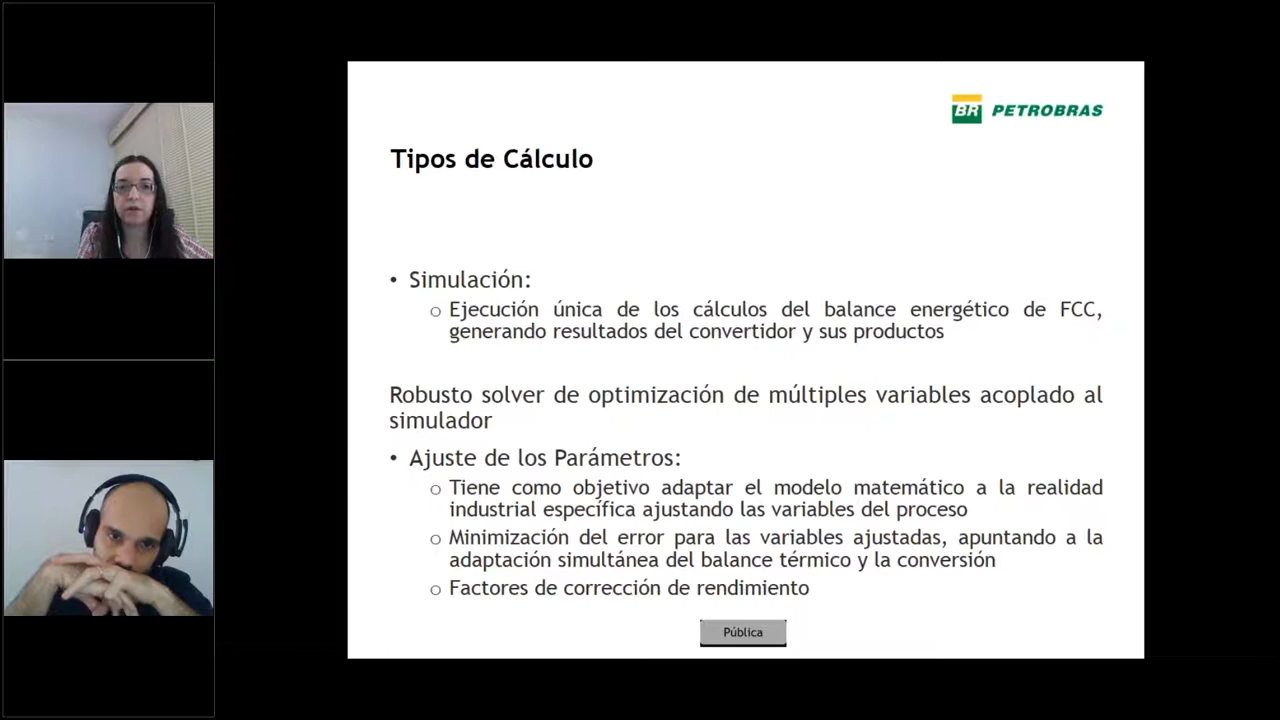 BR PETROBRAS
Tipos de Cálculo
• Simulación:
o Ejecución única de los cálculos del balance energético de FCC,
generando resultados del convertidor y sus productos
Robusto solver de optimización de múltiples variables acoplado al
simulador
• Ajuste de los Parámetros:
o Tiene como objetivo adaptar el modelo matemático a la realidad
industrial específica ajustando las variables del proceso
o Minimización del error para las variables ajustadas, apuntando a la
adaptación simultánea del balance térmico y la conversión
o Factores de corrección de rendimiento
Pública